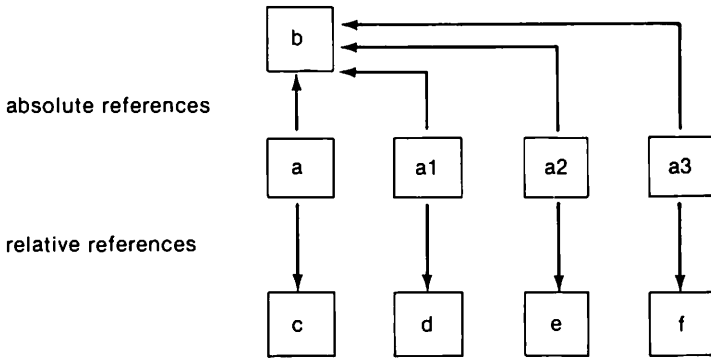 b
absolute references
a a1 a2 a3
relative references
c d e f